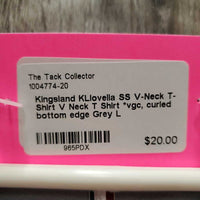 The Tack Collector
1004774-20
Kingsland KLlovella SS V-Neck T-
Shirt V Neck T Shirt *vgc, curled
bottom edge Grey L
965PDX
$20.00